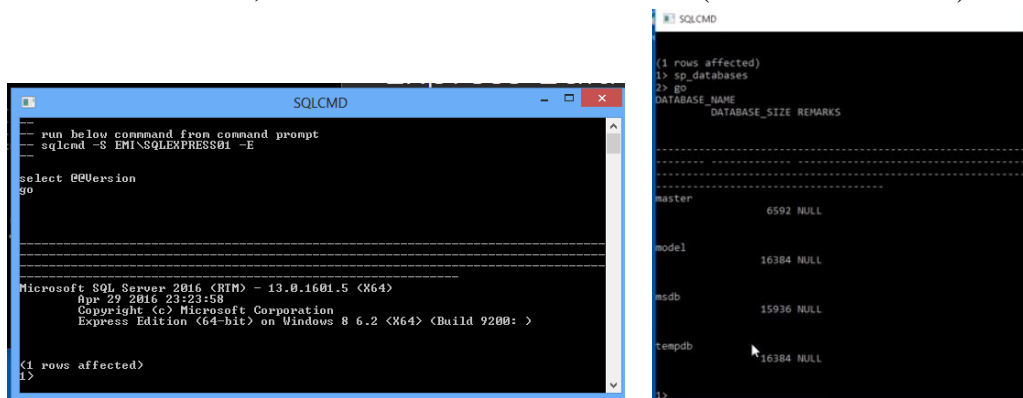 SQLCMD
--
-- run below commmand from command prompt
-- sqlcmd -S EMI\SQLEXPRESS01 -E
--
select @@Version
go
--------------------------------------------------------------------------------
--------------------------------------------------------------------------------
--------------------------------------------------------------------------------
------------------------------------------------------------
Microsoft SQL Server 2016 (RTM) - 13.0.1601.5 (X64)
Apr 29 2016 23:23:58
Copyright (c) Microsoft Corporation
Express Edition (64-bit) on Windows 8 6.2 <X64> (Build 9200: )
(1 rows affected)
1>
SQLCMD
(1 rows affected)
1> sp_databases
2> go
DATABASE_NAME
DATABASE_SIZE REMARKS
master
6592 NULL
model
16384 NULL
msdb
15936 NULL
tempdb
16384 NULL
1>